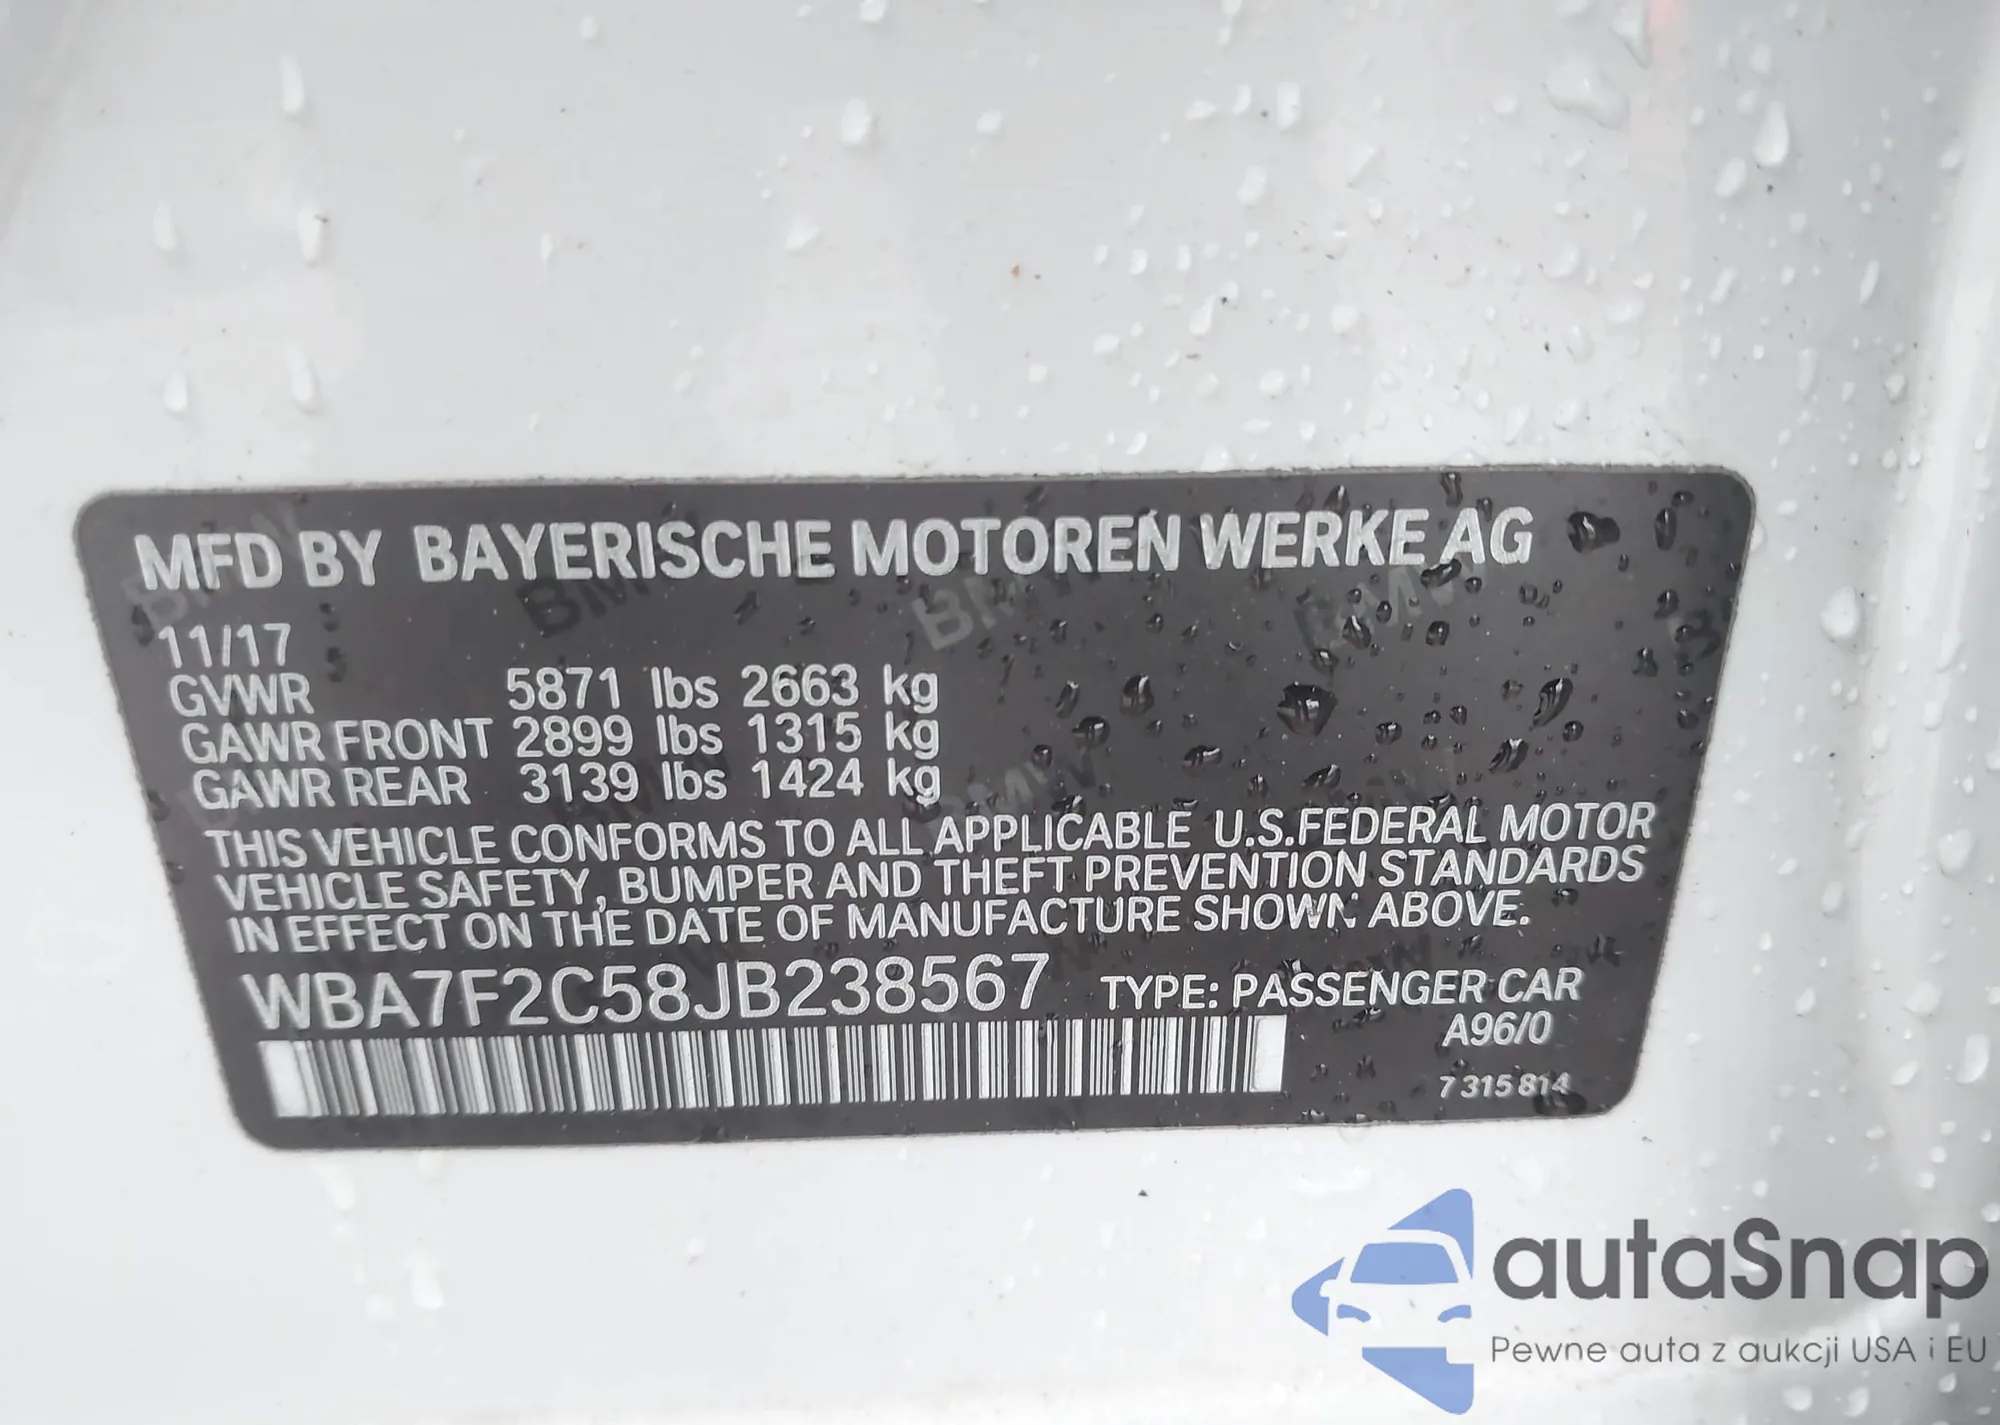 MFD BY BAYERISCHE MOTOREN WERKE AG
11/17
GVWR 5871 lbs 2663 kg
GAWR FRONT 2899 lbs 1315 kg
GAWR REAR 3139 lbs 1424 kg
THIS VEHICLE CONFORMS TO ALL APPLICABLE U.S.FEDERAL MOTOR
VEHICLE SAFETY, BUMPER AND THEFT PREVENTION STANDARDS
IN EFFECT ON THE DATE OF MANUFACTURE SHOWN ABOVE.
WBA7F2C58JB238567 TYPE: PASSENGER CAR
A96/0
7 315 814
autaSnap
Pewne auta z aukcji USA i EU